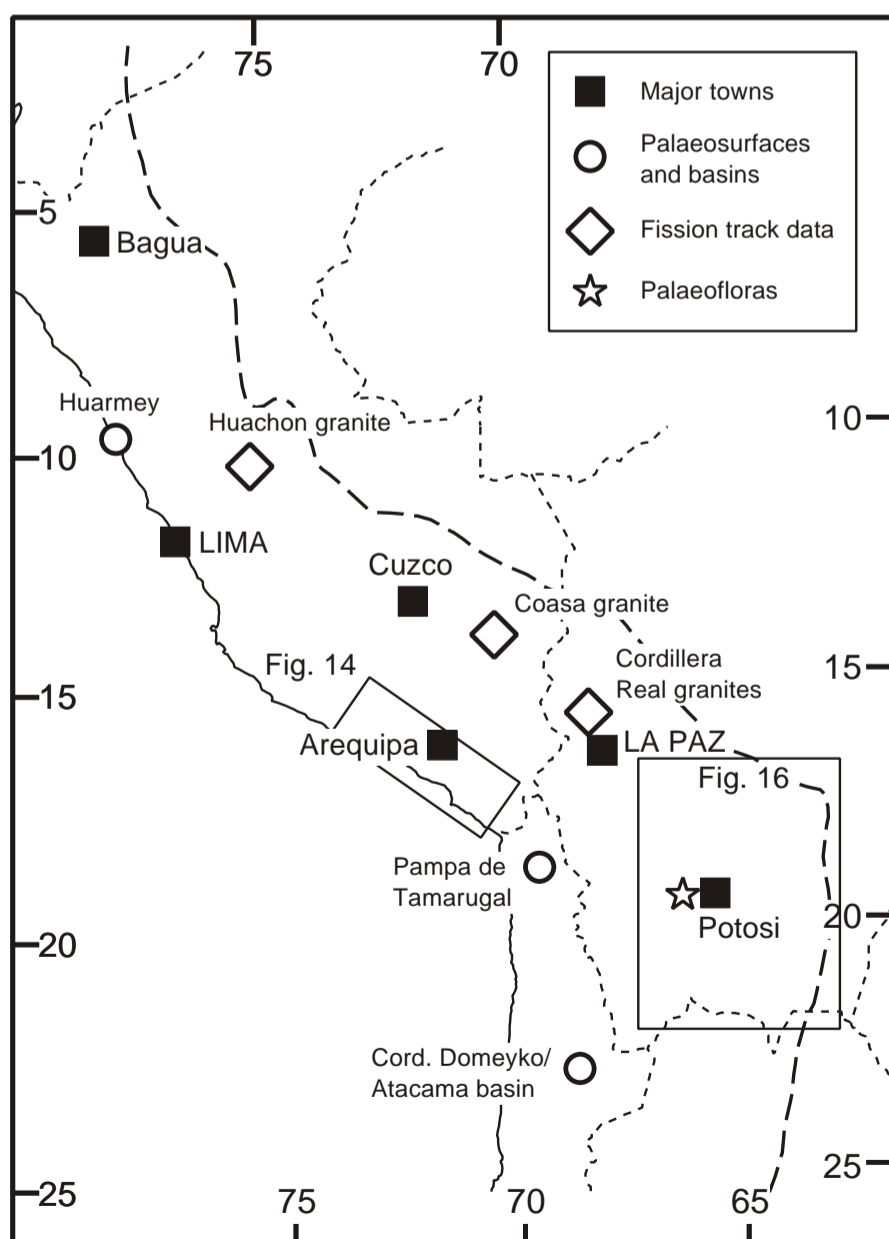 75
70
Major towns
Palaeosurfaces
and basins
Fission track data
Palaeofloras
5
Bagua
Huarmey
Huachon granite
10
10
LIMA
Cuzco
Coasa granite
Fig. 14
Cordillera
Real granites
15
15
Arequipa
LA PAZ
Fig. 16
Pampa de
Tamarugal
Potosi
20
20
Cord. Domeyko/
Atacama basin
25
25
75
70
65